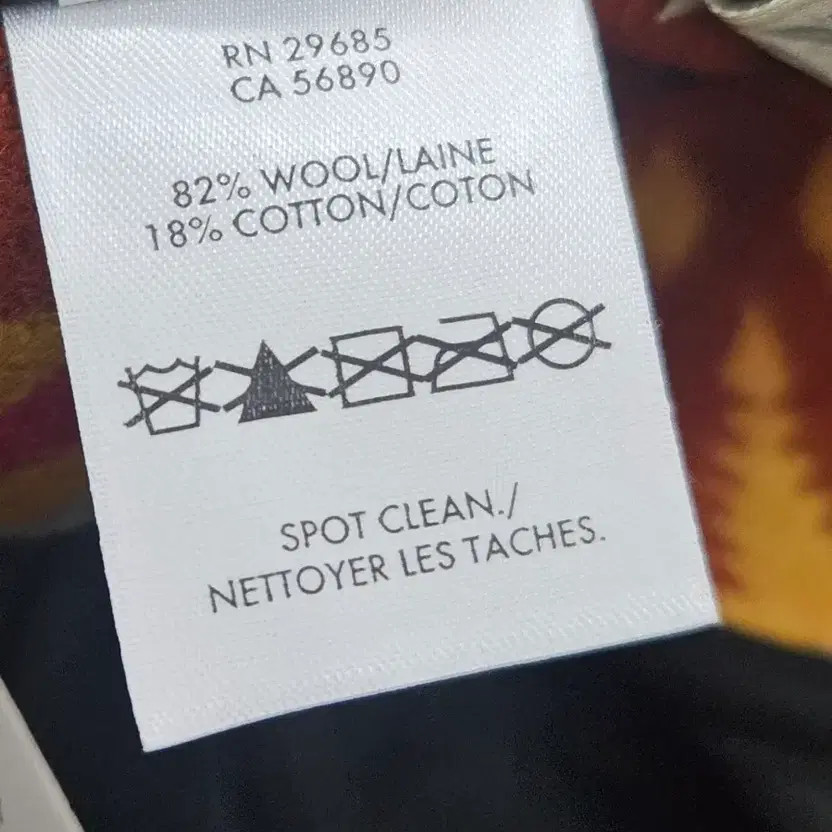 RN 29685
CA 56890
82% WOOL/LAINE
18% COTTON/COTON
SPOT CLEAN./
NETTOYER LES TACHES.